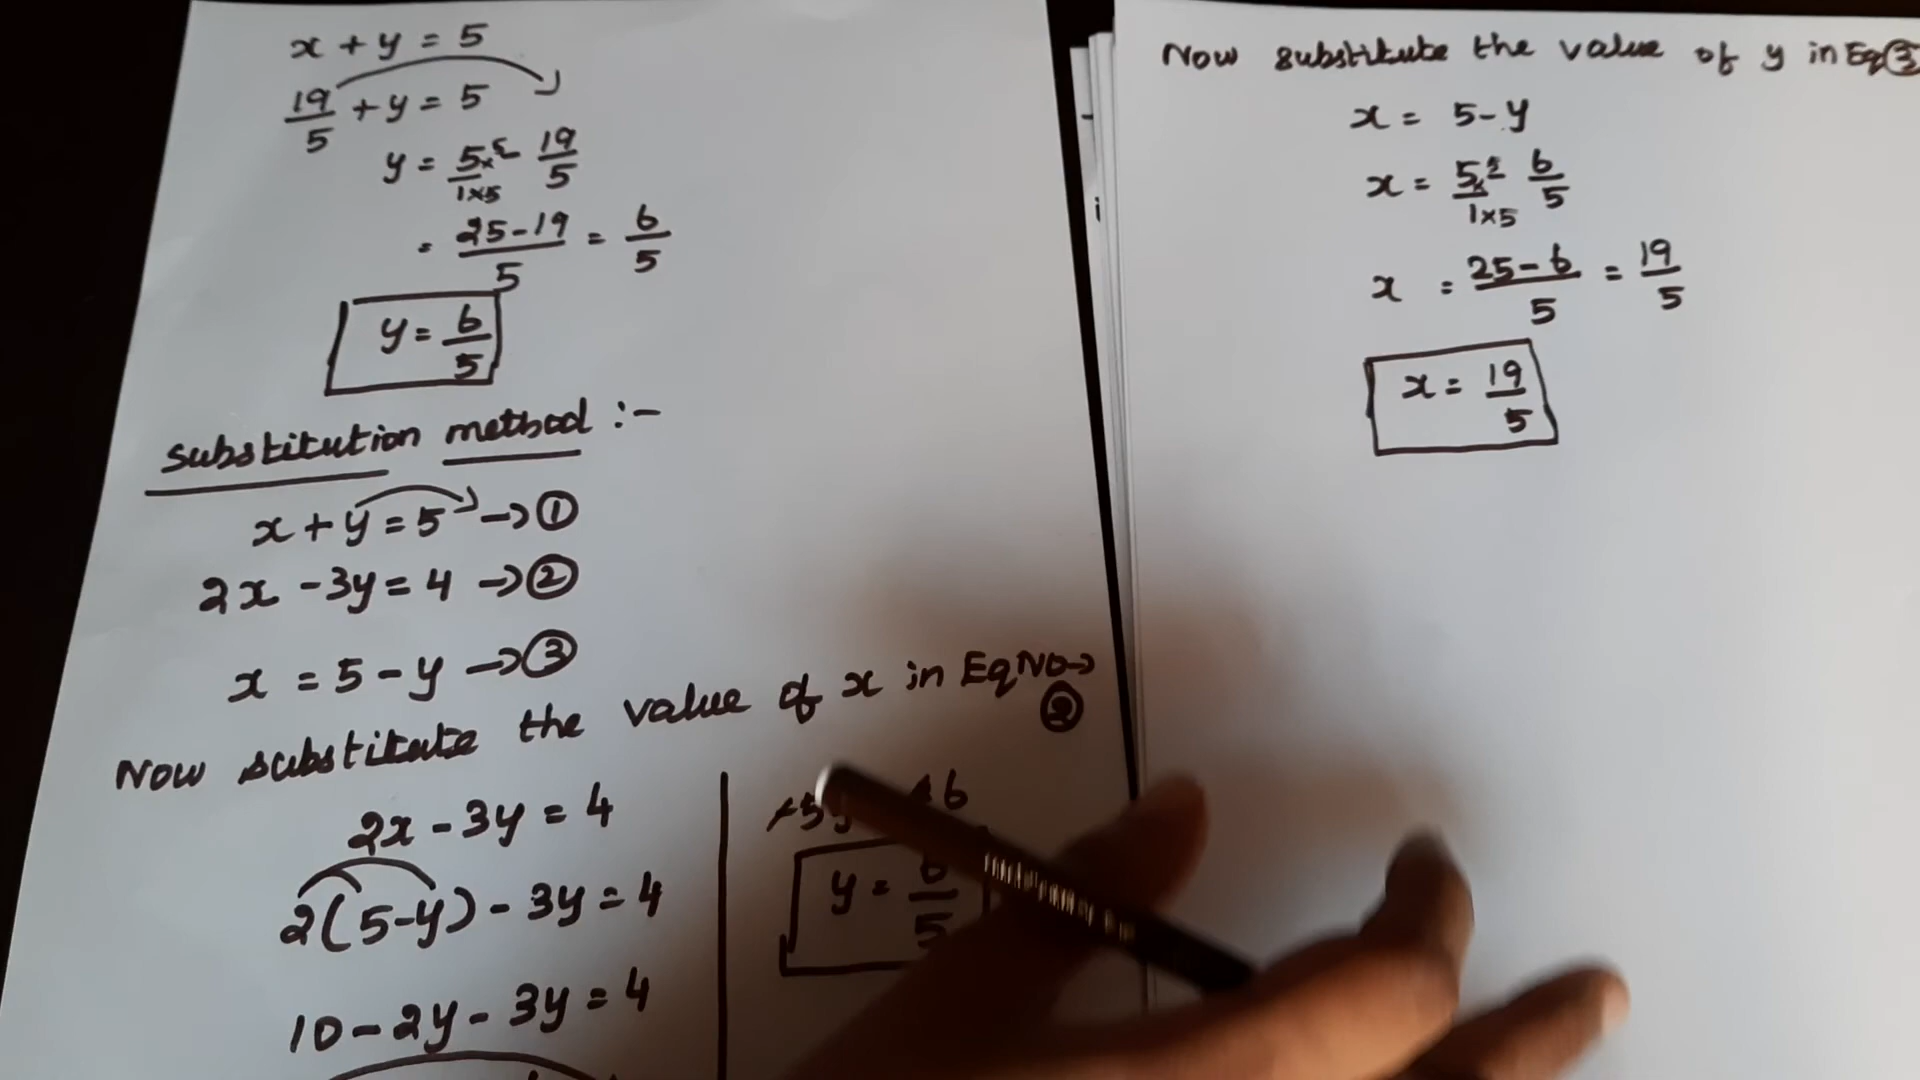 x + y = 5
19/5 + y = 5
y = 5×5/1×5 - 19/5
= 25-19/5 = 6/5
y = 6/5
substitution method :-
x + y = 5 → ①
2x - 3y = 4 → ②
x = 5 - y → ③
Now substitute the value of x in Eq No →
②
2x - 3y = 4
2(5-y) - 3y = 4
10 - 2y - 3y = 4
y = 6/5
Now substitute the value of y in Eq ③
x = 5 - y
x = 5×5/1×5 - 6/5
x = 25-6/5 = 19/5
x = 19/5